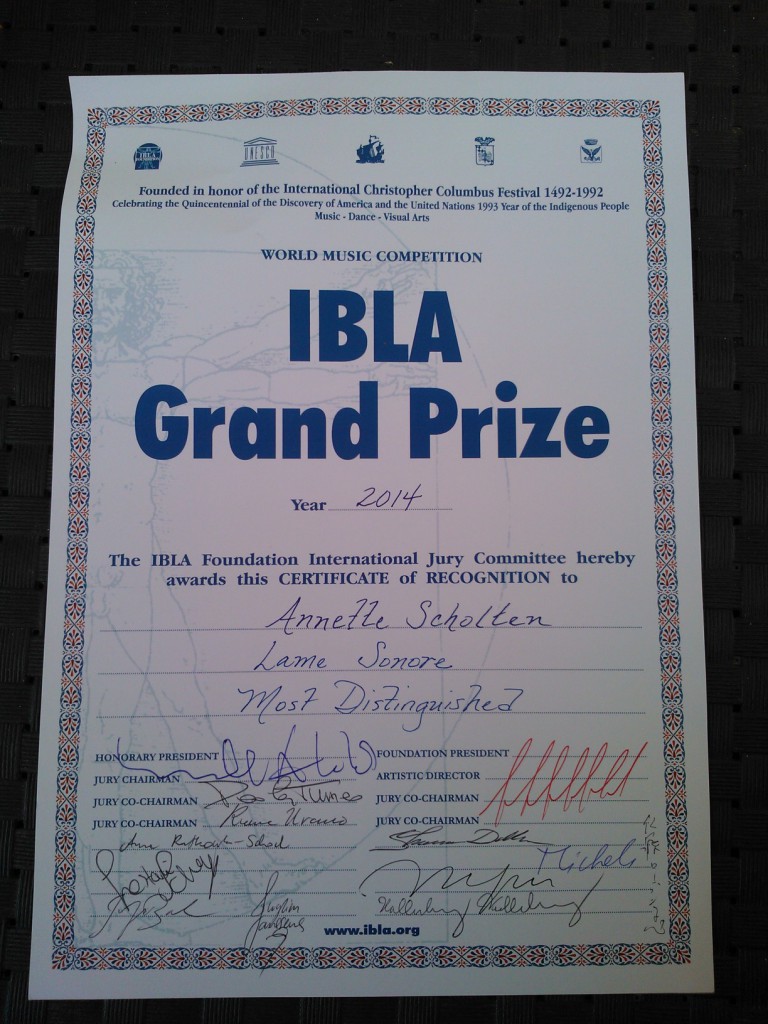 IBLA
UNESCO
Founded in honor of the International Christopher Columbus Festival 1492-1992
Celebrating the Quincentennial of the Discovery of America and the United Nations 1993 Year of the Indigenous People
Music - Dance - Visual Arts
WORLD MUSIC COMPETITION
IBLA
Grand Prize
Year 2014
The IBLA Foundation International Jury Committee hereby
awards this CERTIFICATE of RECOGNITION to
Annette Scholten
Lame Sonore
Most Distinguished
HONORARY PRESIDENT
FOUNDATION PRESIDENT
JURY CHAIRMAN
ARTISTIC DIRECTOR
JURY CO-CHAIRMAN
JURY CO-CHAIRMAN
JURY CO-CHAIRMAN
JURY CO-CHAIRMAN
Michels
www.ibla.org